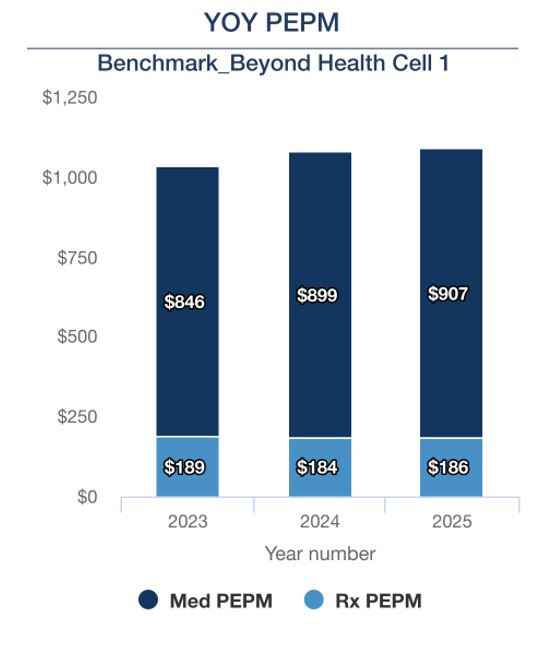 YOY PEPM
Benchmark_Beyond Health Cell 1
$1,250
$1,000
$750
$500
$250
$0
$846
$899
$907
$189
$184
$186
2023 2024 2025
Year number
Med PEPM Rx PEPM